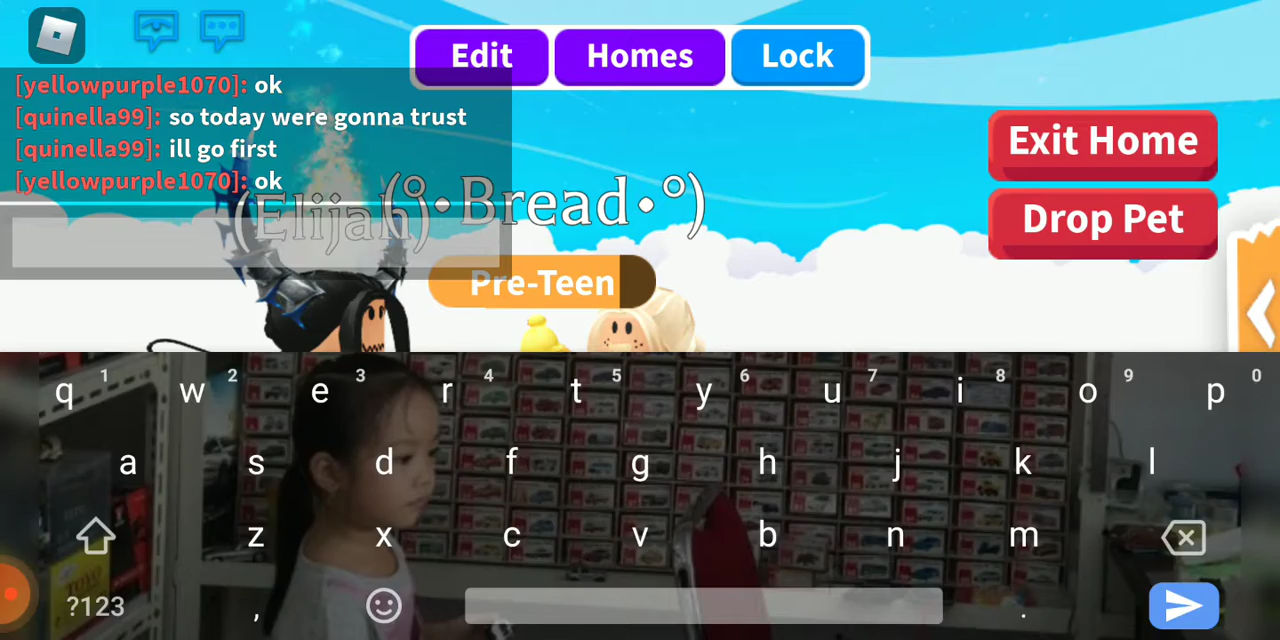 Edit Homes Lock
[yellowpurple1070]: ok
[quinella99]: so today were gonna trust
[quinella99]: ill go first
[yellowpurple1070]: ok
Exit Home
Drop Pet
(Elijah)
(°•Bread•°)
Pre-Teen
1 2 3 4 5 6 7 8 9 0
q w e r t y u i o p
a s d f g h j k l
z x c v b n m
?123 , .